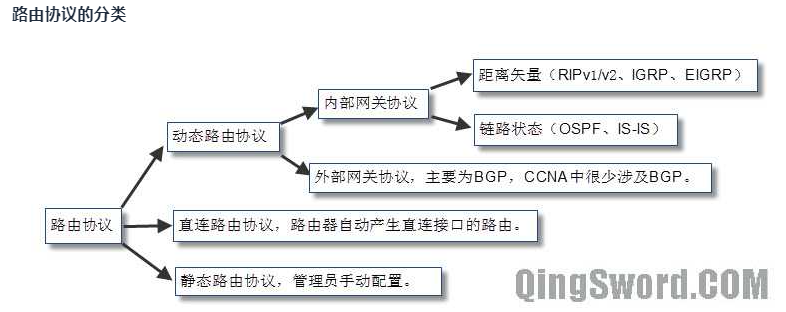 路由协议的分类
距离矢量（RIPv1/v2、IGRP、EIGRP）
内部网关协议
链路状态（OSPF、IS-IS）
动态路由协议
外部网关协议，主要为BGP，CCNA中很少涉及BGP。
路由协议
直连路由协议，路由器自动产生直连接口的路由。
静态路由协议，管理员手动配置。
QingSword.COM